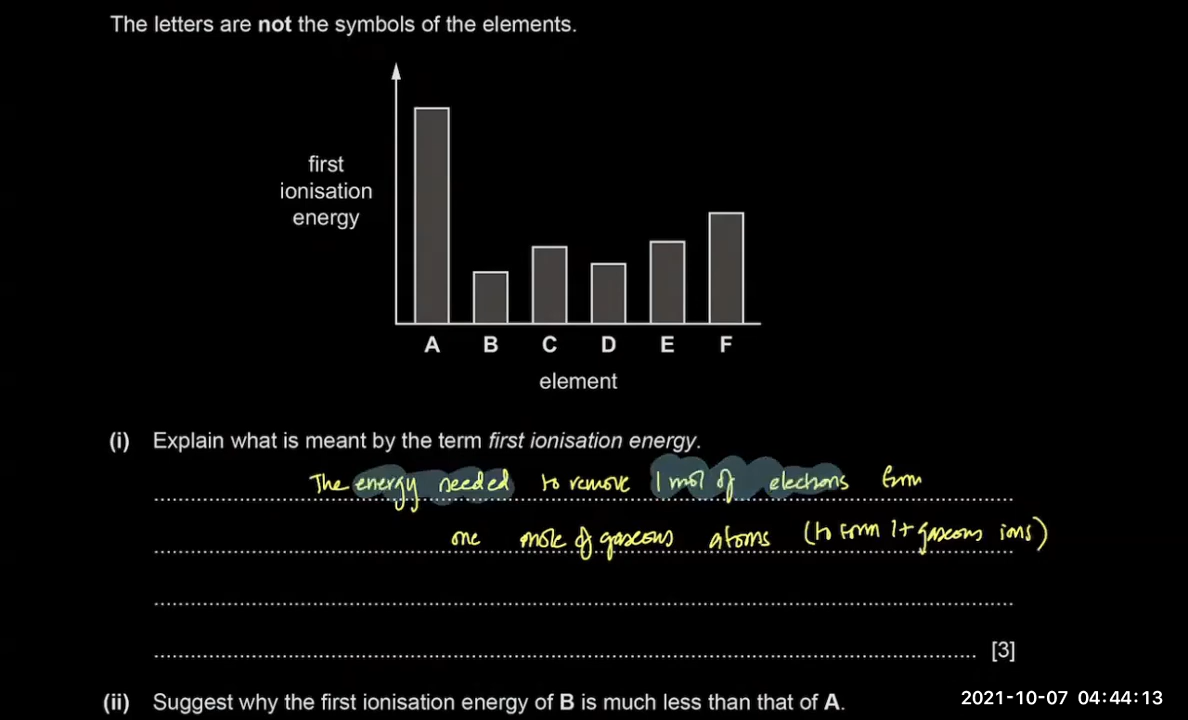 The letters are not the symbols of the elements.
first
ionisation
energy
A B C D E F
element
(i) Explain what is meant by the term first ionisation energy.
The energy needed to remove 1 mol of electrons from
one mole of gaseous atoms (to form 1+ gaseous ions)
[3]
(ii) Suggest why the first ionisation energy of B is much less than that of A.
2021-10-07 04:44:13